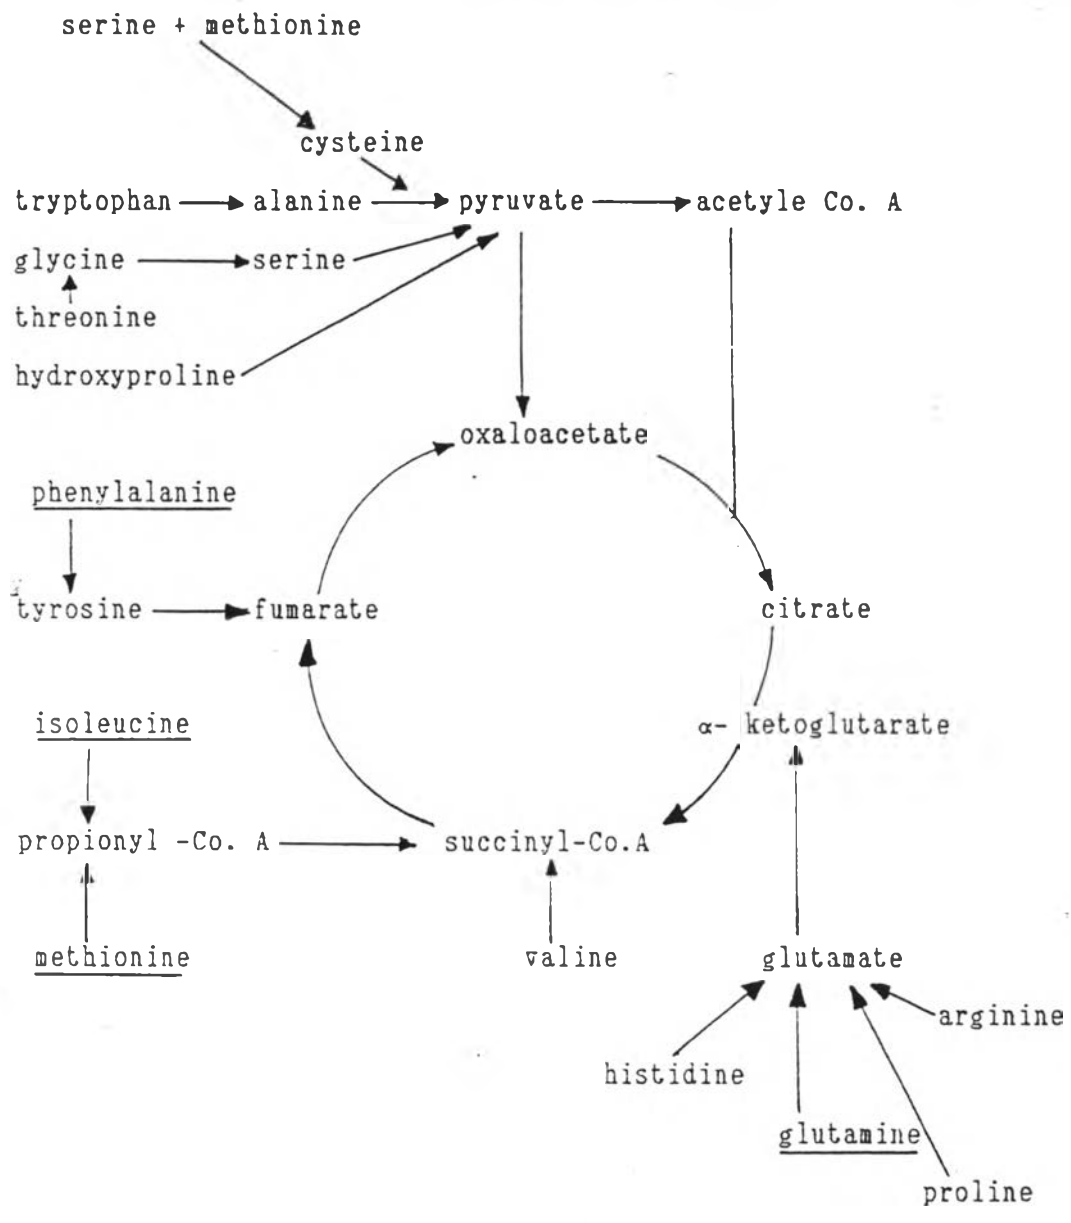 serine + methionine
cysteine
tryptophan alanine pyruvate acetyle Co. A
glycine serine
threonine
hydroxyproline
oxaloacetate
phenylalanine
tyrosine fumarate citrate
isoleucine α- ketoglutarate
propionyl -Co. A succinyl-Co.A
methionine valine glutamate
arginine
histidine
glutamine
proline